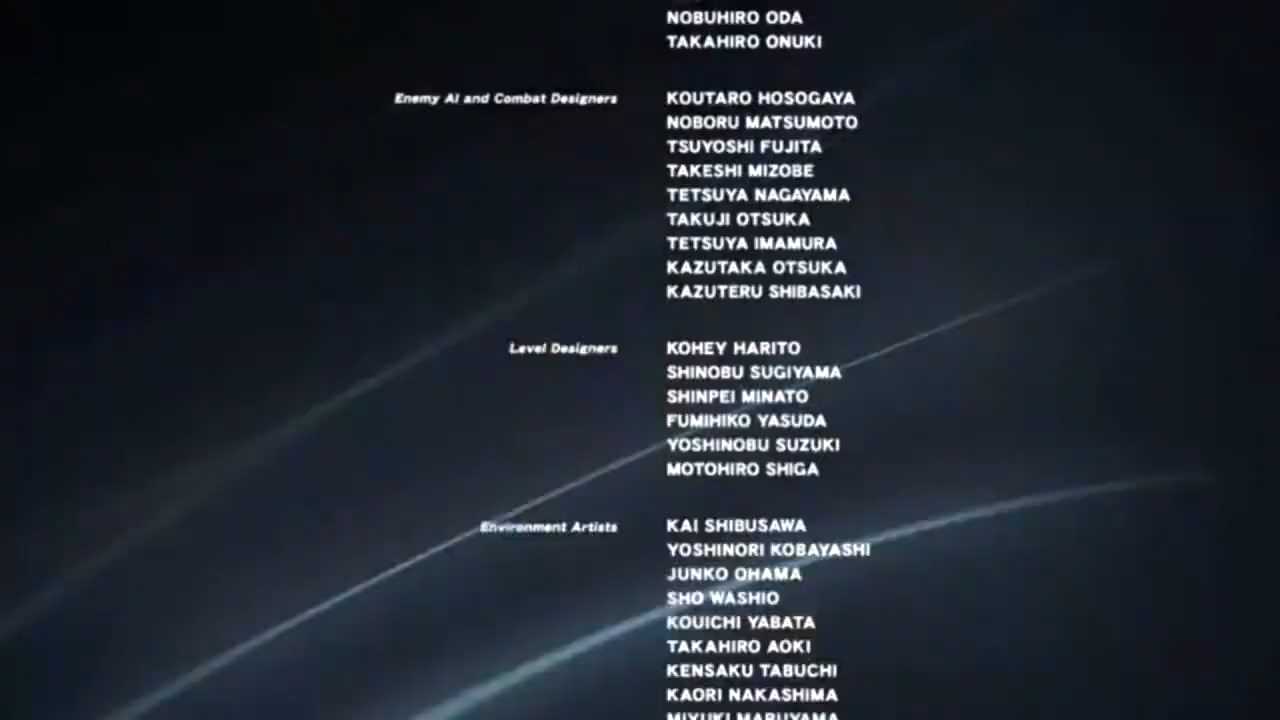 NOBUHIRO ODA
TAKAHIRO ONUKI
Enemy AI and Combat Designers KOUTARO HOSOGAYA
NOBORU MATSUMOTO
TSUYOSHI FUJITA
TAKESHI MIZOBE
TETSUYA NAGAYAMA
TAKUJI OTSUKA
TETSUYA IMAMURA
KAZUTAKA OTSUKA
KAZUTERU SHIBASAKI
Level Designers KOHEY HARITO
SHINOBU SUGIYAMA
SHINPEI MINATO
FUMIHIKO YASUDA
YOSHINOBU SUZUKI
MOTOHIRO SHIGA
Environment Artists KAI SHIBUSAWA
YOSHINORI KOBAYASHI
JUNKO OHAMA
SHO WASHIO
KOUICHI YABATA
TAKAHIRO AOKI
KENSAKU TABUCHI
KAORI NAKASHIMA
MIYUKI MARUYAMA